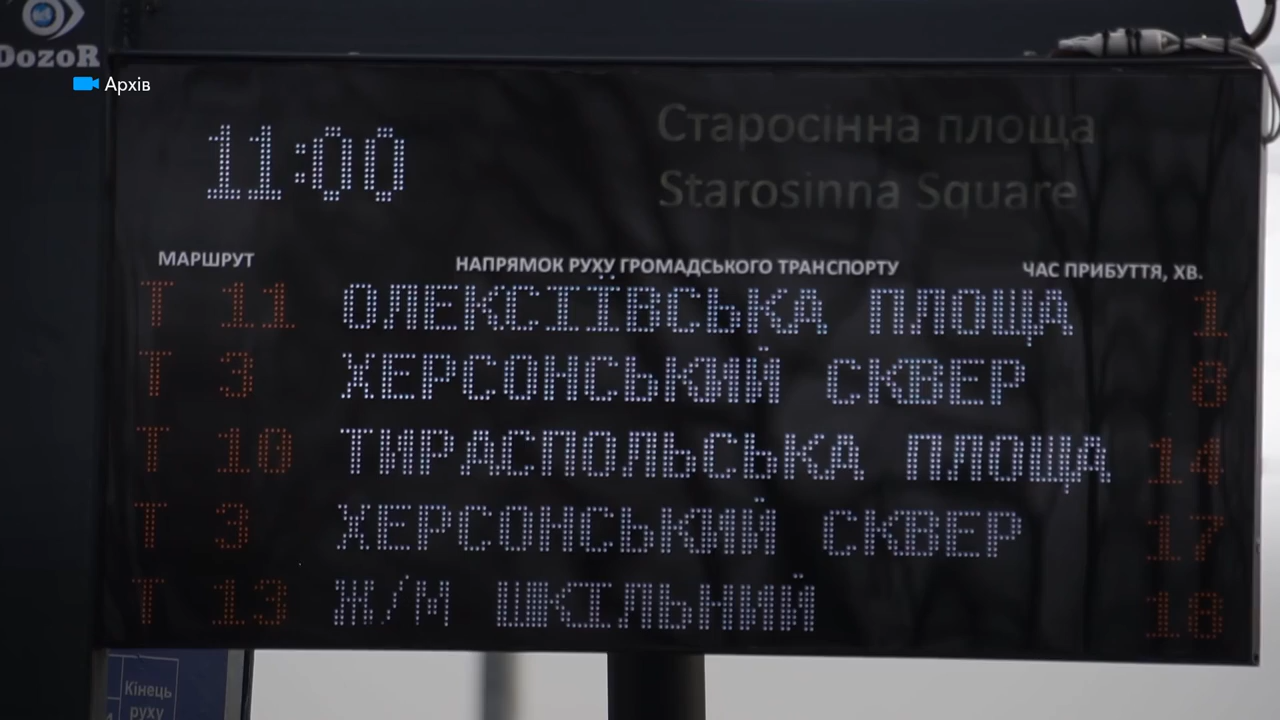 DozoR
Архів
11:00
Старосінна площа
Starosinna Square
МАРШРУТ НАПРЯМОК РУХУ ГРОМАДСЬКОГО ТРАНСПОРТУ ЧАС ПРИБУТТЯ, ХВ.
Т 11 ОЛЕКСІЇВСЬКА ПЛОЩА 1
Т 3 ХЕРСОНСЬКИЙ СКВЕР 8
Т 10 ТИРАСПОЛЬСЬКА ПЛОЩА 14
Т 3 ХЕРСОНСЬКИЙ СКВЕР 17
Т 13 Ж/М ШКІЛЬНИЙ 18
Кінець
руху